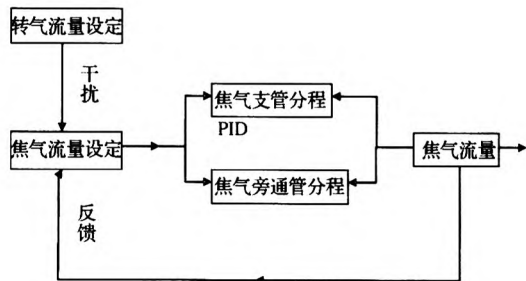 转气流量设定
干扰
焦气支管分程
PID
焦气流量设定
焦气流量
焦气旁通管分程
反馈